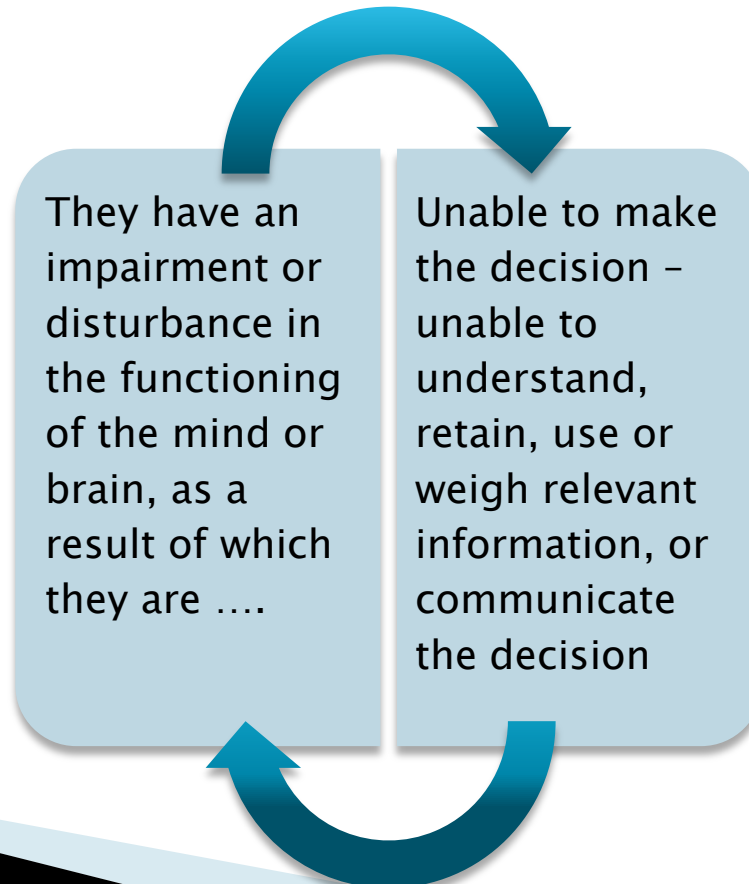 They have an
impairment or
disturbance in
the functioning
of the mind or
brain, as a
result of which
they are ….
Unable to make
the decision –
unable to
understand,
retain, use or
weigh relevant
information, or
communicate
the decision